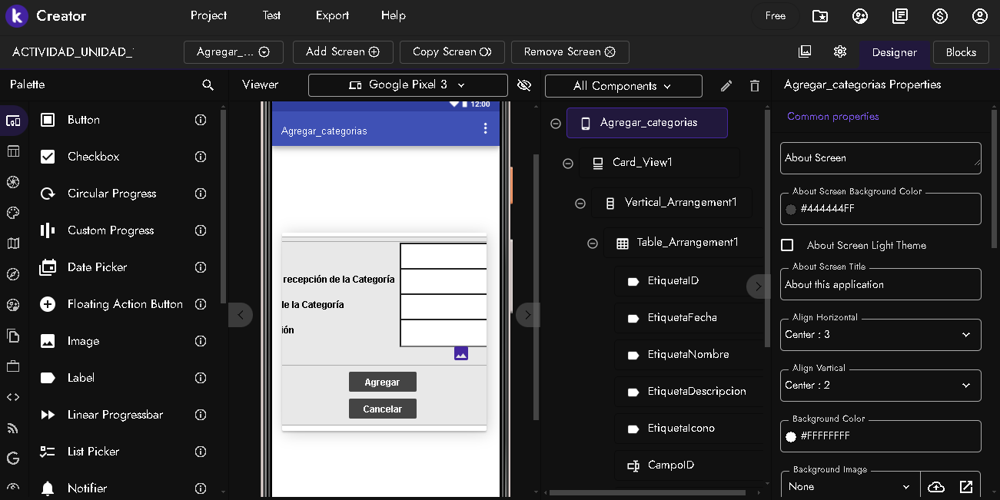 k Creator Project Test Export Help Free
ACTIVIDAD_UNIDAD_ Agregar_... Add Screen Copy Screen Remove Screen Designer Blocks
Palette
Viewer
Google Pixel 3
All Components
Agregar_categorias Properties
Button
Checkbox
Circular Progress
Custom Progress
Date Picker
Floating Action Button
Image
Label
Linear Progressbar
List Picker
Notifier
12:00
Agregar_categorias
recepción de la Categoría
de la Categoría
ión
Agregar
Cancelar
Agregar_categorias
Card_View1
Vertical_Arrangement1
Table_Arrangement1
EtiquetaID
EtiquetaFecha
EtiquetaNombre
EtiquetaDescripcion
EtiquetaIcono
CampoID
Common properties
About Screen
About Screen Background Color
#444444FF
About Screen Light Theme
About Screen Title
About this application
Align Horizontal
Center : 3
Align Vertical
Center : 2
Background Color
#FFFFFFFF
Background Image
None